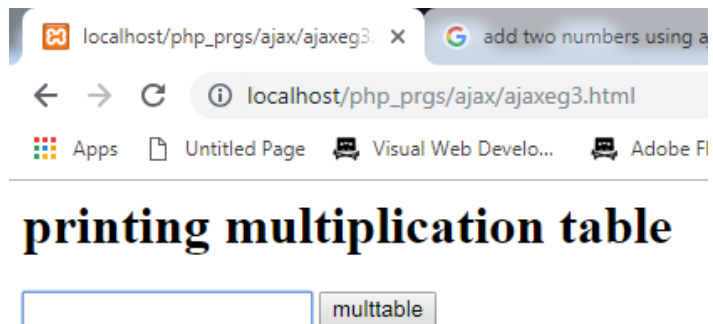 localhost/php_prgs/ajax/ajaxeg3. add two numbers using a
localhost/php_prgs/ajax/ajaxeg3.html
Apps Untitled Page Visual Web Develo... Adobe Fl
printing multiplication table
multtable